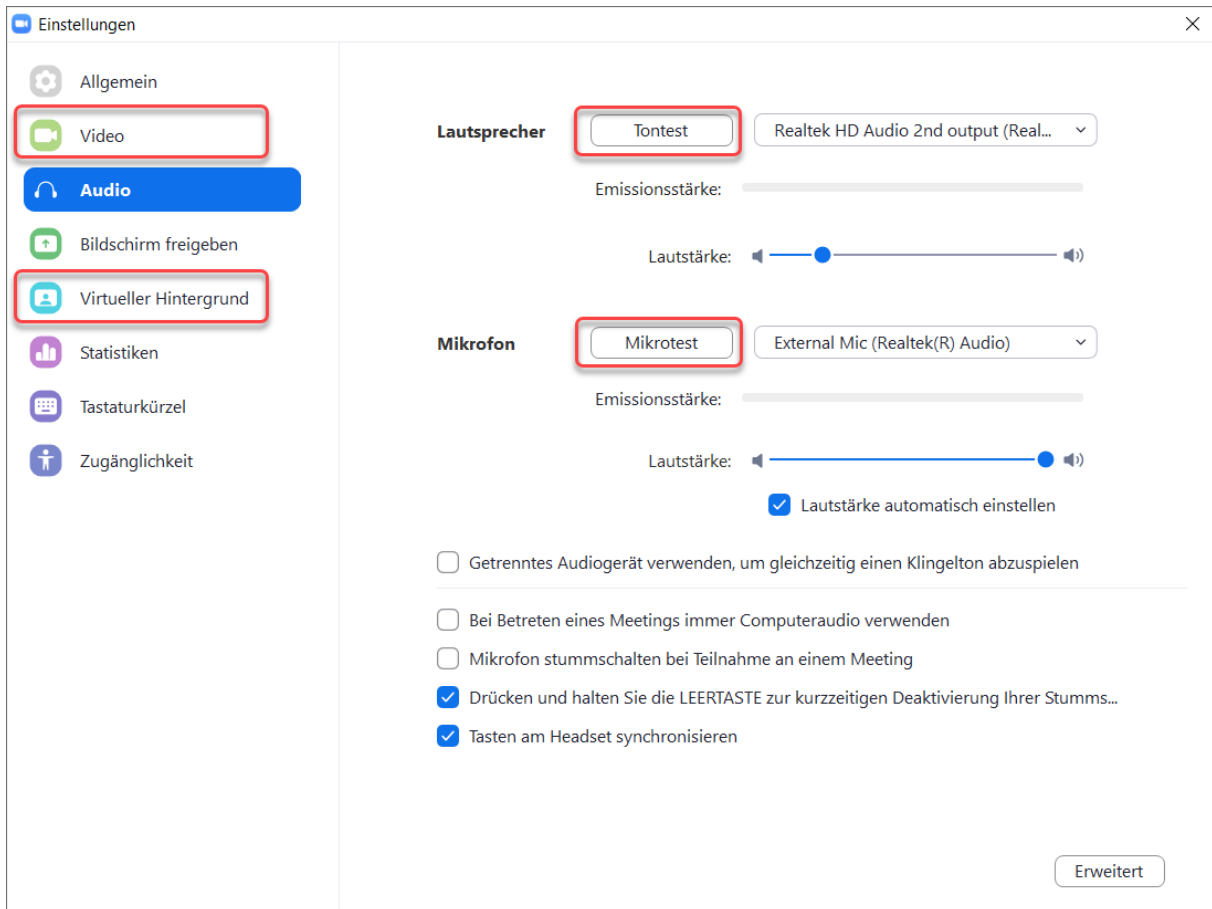 Einstellungen
Allgemein
Video
Audio
Bildschirm freigeben
Virtueller Hintergrund
Statistiken
Tastaturkürzel
Zugänglichkeit
Lautsprecher Tontest Realtek HD Audio 2nd output (Real...
Emissionsstärke:
Lautstärke:
Mikrofon Mikrotest External Mic (Realtek(R) Audio)
Emissionsstärke:
Lautstärke:
Lautstärke automatisch einstellen
Getrenntes Audiogerät verwenden, um gleichzeitig einen Klingelton abzuspielen
Bei Betreten eines Meetings immer Computeraudio verwenden
Mikrofon stummschalten bei Teilnahme an einem Meeting
Drücken und halten Sie die LEERTASTE zur kurzzeitigen Deaktivierung Ihrer Stumms...
Tasten am Headset synchronisieren
Erweitert